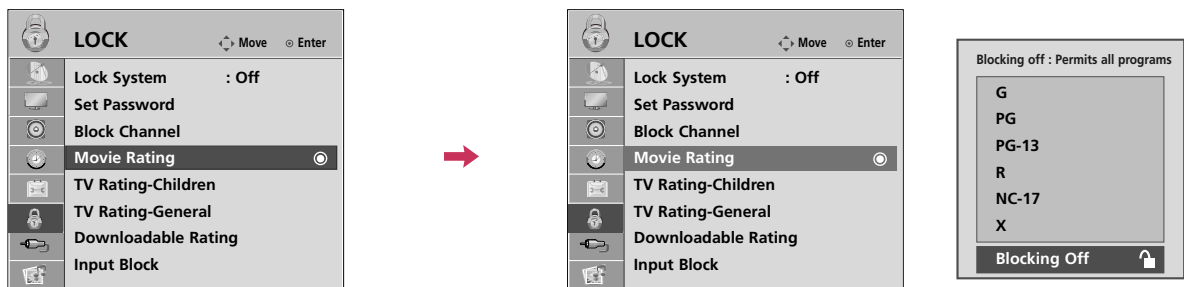 LOCK Move Enter
Lock System : Off
Set Password
Block Channel
Movie Rating
TV Rating-Children
TV Rating-General
Downloadable Rating
Input Block
LOCK Move Enter
Lock System : Off
Set Password
Block Channel
Movie Rating
TV Rating-Children
TV Rating-General
Downloadable Rating
Input Block
Blocking off : Permits all programs
G
PG
PG-13
R
NC-17
X
Blocking Off